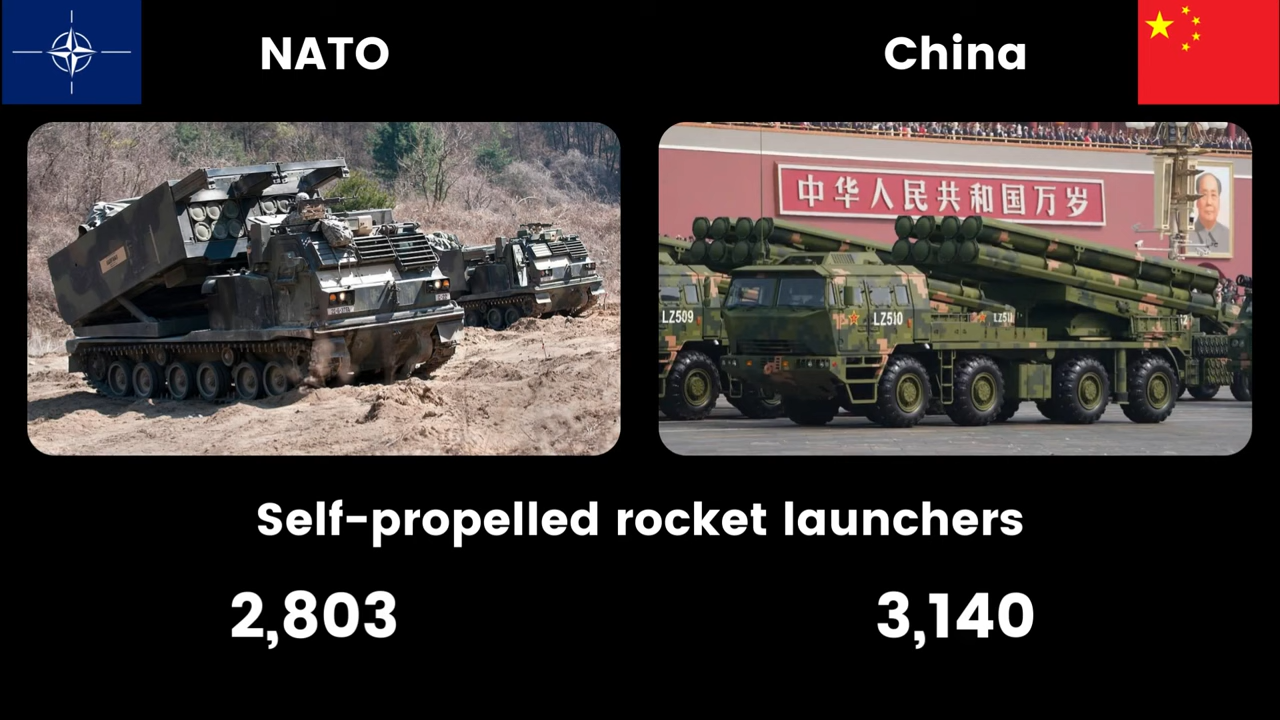 NATO
China
中华人民共和国万岁
LZ509
LZ510
Self-propelled rocket launchers
2,803
3,140